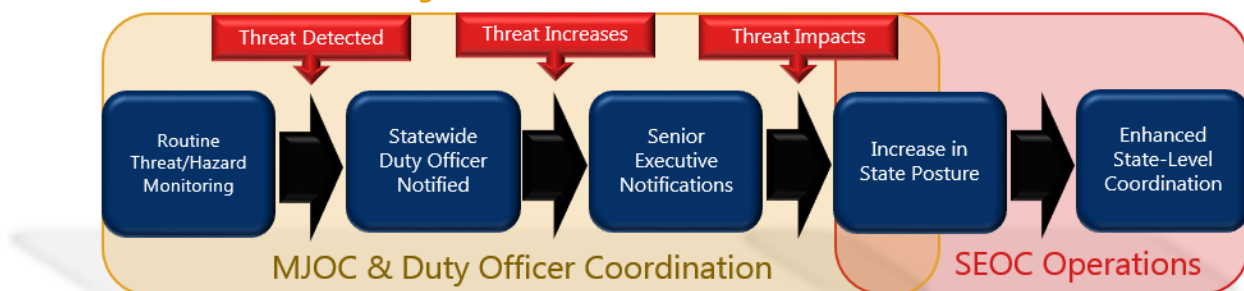 Threat Detected
Threat Increases
Threat Impacts
Routine
Threat/Hazard
Monitoring
Statewide
Duty Officer
Notified
Senior
Executive
Notifications
Increase in
State Posture
Enhanced
State-Level
Coordination
MJOC & Duty Officer Coordination
SEOC Operations